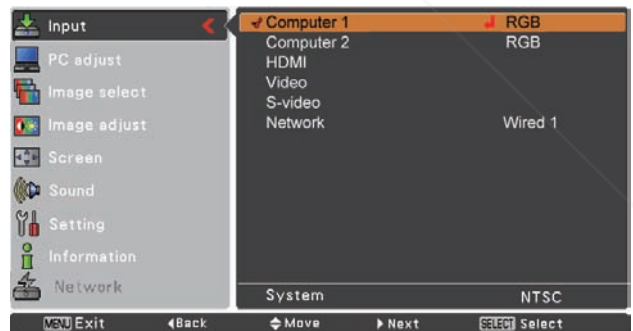 Input
PC adjust
Image select
Image adjust
Screen
Sound
Setting
Information
Network
Computer 1 RGB
Computer 2 RGB
HDMI
Video
S-video
Network Wired 1
System NTSC
MENU Exit Back Move Next SELECT Select